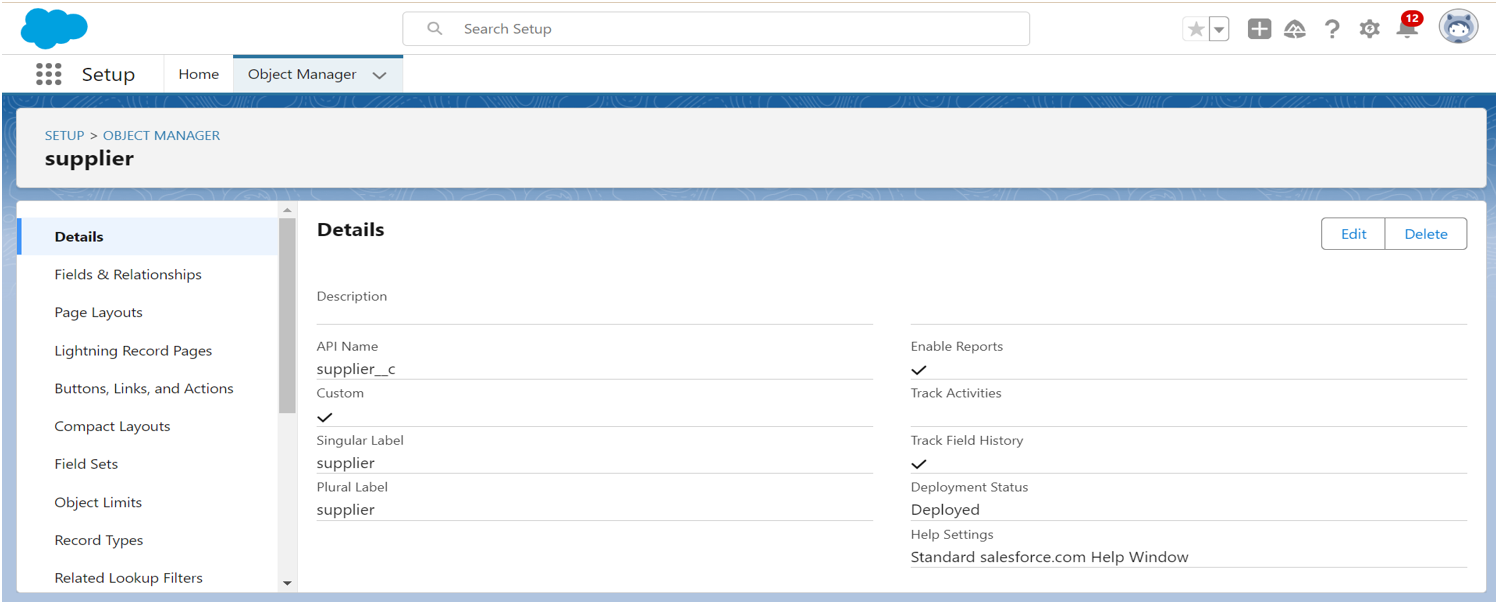 Search Setup
12
Setup
Home
Object Manager
SETUP > OBJECT MANAGER
supplier
Details
Fields & Relationships
Page Layouts
Lightning Record Pages
Buttons, Links, and Actions
Compact Layouts
Field Sets
Object Limits
Record Types
Related Lookup Filters
Details
Edit
Delete
Description
API Name
supplier__c
Custom
Singular Label
supplier
Plural Label
supplier
Enable Reports
Track Activities
Track Field History
Deployment Status
Deployed
Help Settings
Standard salesforce.com Help Window